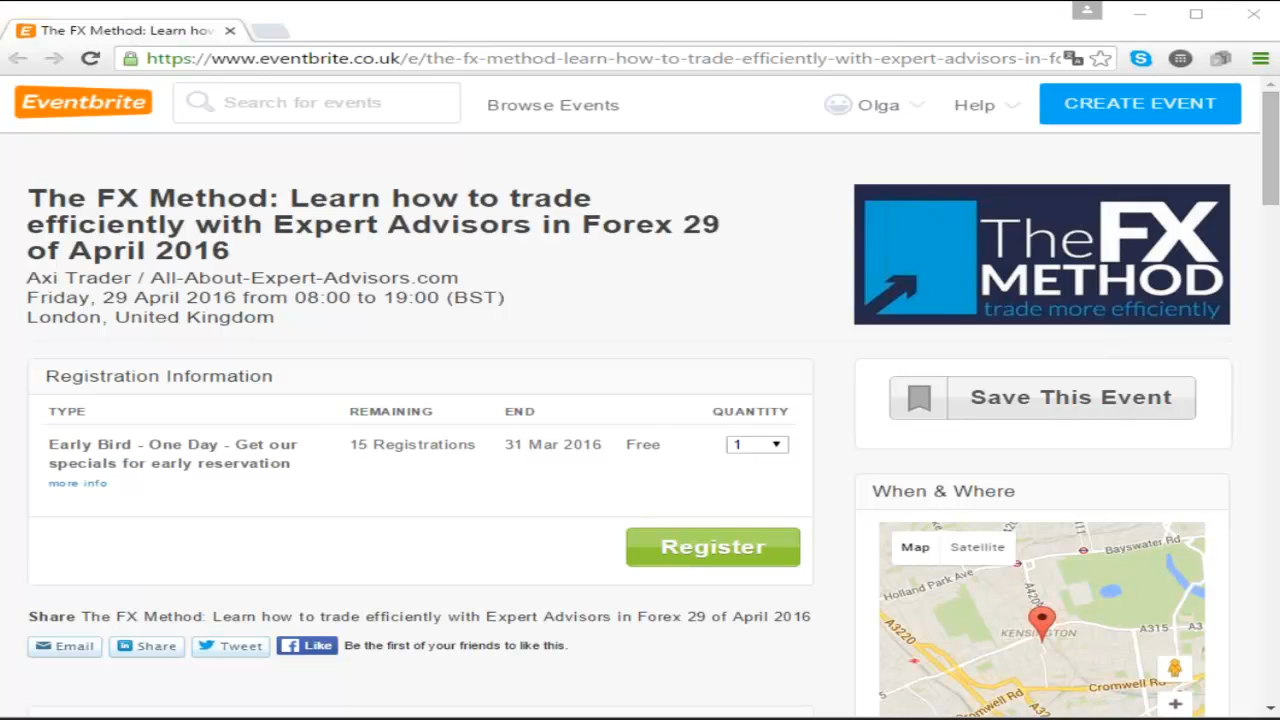 The FX Method: Learn how
https://www.eventbrite.co.uk/e/the-fx-method-learn-how-to-trade-efficiently-with-expert-advisors-in-fo
Eventbrite
Search for events
Browse Events
Olga
Help
CREATE EVENT
The FX Method: Learn how to trade
efficiently with Expert Advisors in Forex 29
of April 2016
Axi Trader / All-About-Expert-Advisors.com
Friday, 29 April 2016 from 08:00 to 19:00 (BST)
London, United Kingdom
The FX
METHOD
trade more efficiently
Registration Information
TYPE REMAINING END QUANTITY
Early Bird - One Day - Get our 15 Registrations 31 Mar 2016 Free 1
specials for early reservation
more info
Register
Save This Event
When & Where
Map Satellite
Bayswater Rd
Holland Park Ave
A420
A3220
KENSINGTON
A315
A3
Cromwell Rd
Cromwell Rd
A32
Share The FX Method: Learn how to trade efficiently with Expert Advisors in Forex 29 of April 2016
Email Share Tweet Like Be the first of your friends to like this.